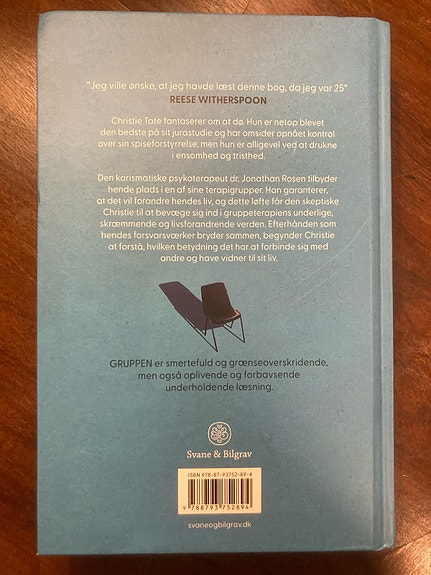 "Jeg ville ønske, at jeg havde læst denne bog, da jeg var 25"
REESE WITHERSPOON
Christie Tate fantaserer om at dø. Hun er netop blevet
den bedste på sit jurastudie og har omsider opnået kontrol
over sin spiseforstyrrelse, men hun er alligevel ved at drukne
i ensomhed og tristhed.
Den karismatiske psykoterapeut dr. Jonathan Rosen tilbyder
hende plads i en af sine terapigrupper. Han garanterer,
at det vil forandre hendes liv, og dette løfte får den skeptiske
Christie til at bevæge sig ind i gruppeterapiens underlige,
skræmmende og livsforandrende verden. Efterhånden som
hendes forsvarsværker bryder sammen, begynder Christie
at forstå, hvilken betydning det har at forbinde sig med
andre og have vidner til sit liv.
GRUPPEN er smertefuld og grænseoverskridende,
men også oplivende og forbavsende
underholdende læsning.
Svane & Bilgrav
ISBN 978-87-93752-89-4
9 788793 752894
svaneogbilgrav.dk